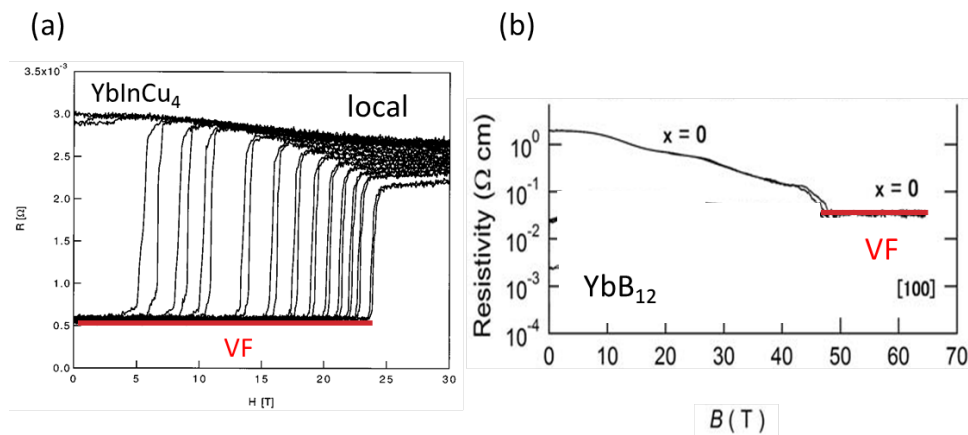 (a)
(b)
3.5x10⁻³
3.0
2.5
2.0
1.5
1.0
0.5
0.0
R [Ω]
YbInCu₄
local
VF
0
5
10
15
20
25
30
H [T]
Resistivity (Ω cm)
10⁰
10⁻¹
10⁻²
10⁻³
10⁻⁴
x = 0
x = 0
VF
YbB₁₂
[100]
0
10
20
30
40
50
60
70
B (T)